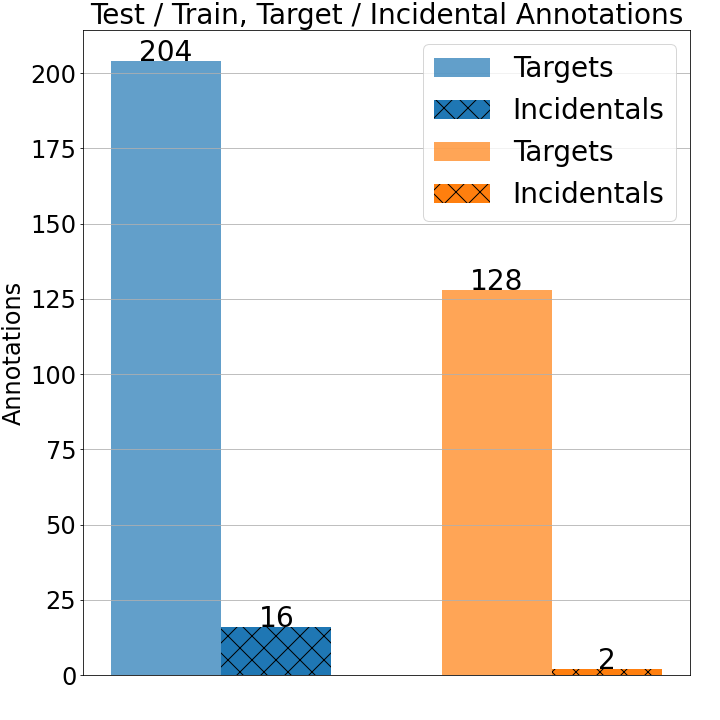 Test / Train, Target / Incidental Annotations
204
Targets
Incidentals
Targets
Incidentals
128
16
2
Annotations
200
175
150
125
100
75
50
25
0